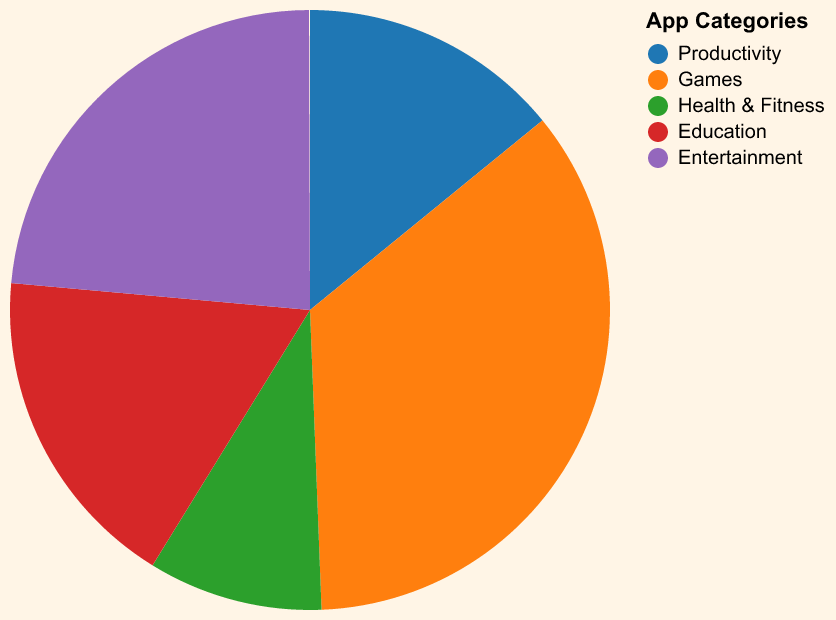 App Categories
Productivity
Games
Health & Fitness
Education
Entertainment